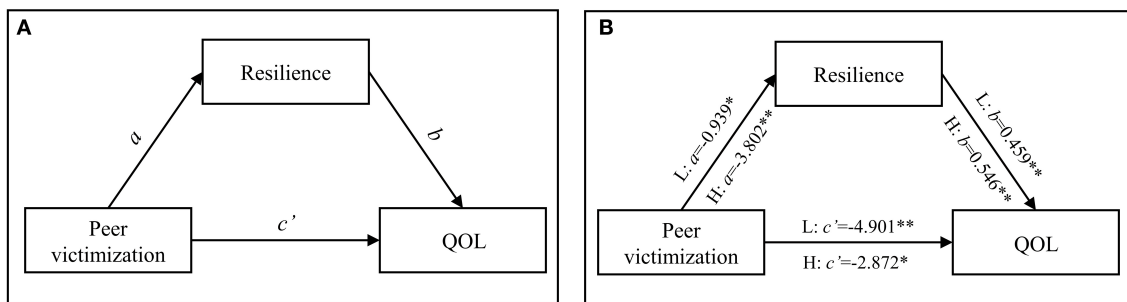 A
Resilience
a
b
Peer
victimization
c’
QOL
B
Resilience
L: a=-0.939*
H: a=-3.802**
L: b=0.459**
H: b=0.546**
Peer
victimization
L: c’=-4.901**
H: c’=-2.872*
QOL